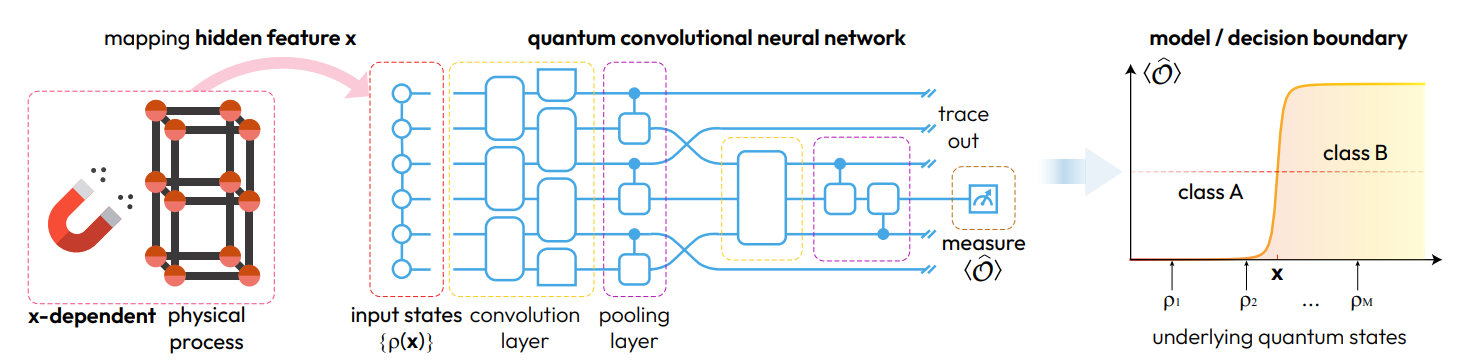 mapping hidden feature x
x-dependent physical
process
quantum convolutional neural network
input states
{ρ(x)}
convolution
layer
pooling
layer
trace
out
measure
⟨Ô⟩
model / decision boundary
⟨Ô⟩
class B
class A
x
ρ₁ ρ₂ ... ρM
underlying quantum states